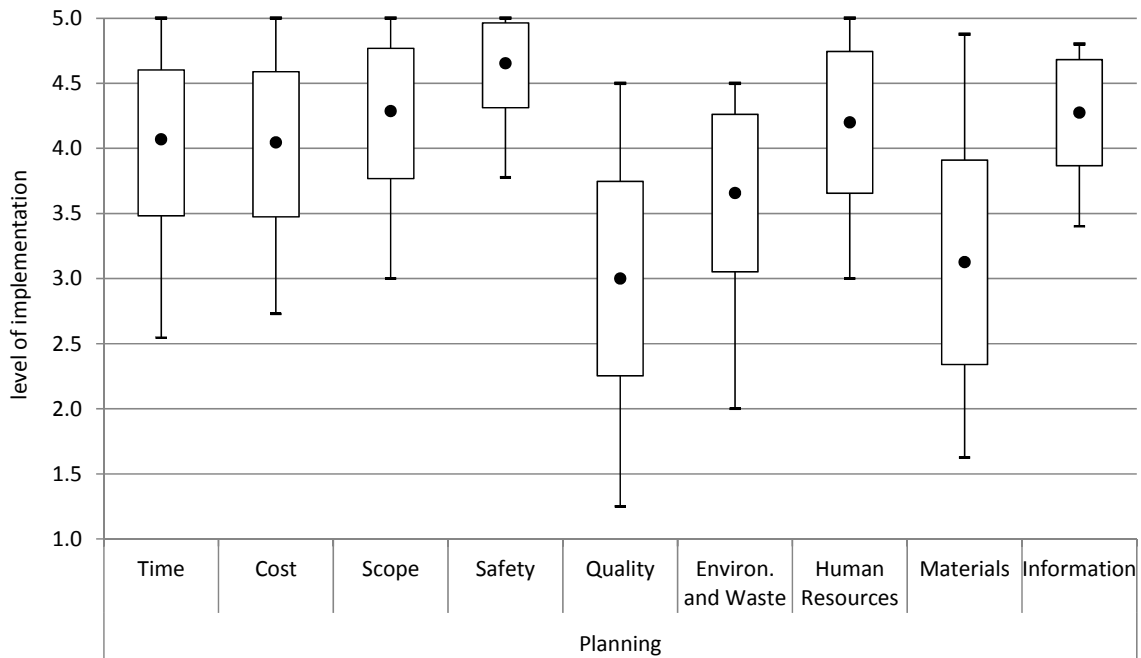 level of implementation
5.0
4.5
4.0
3.5
3.0
2.5
2.0
1.5
1.0
Time
Cost
Scope
Safety
Quality
Environ.
and Waste
Human
Resources
Materials
Information
Planning